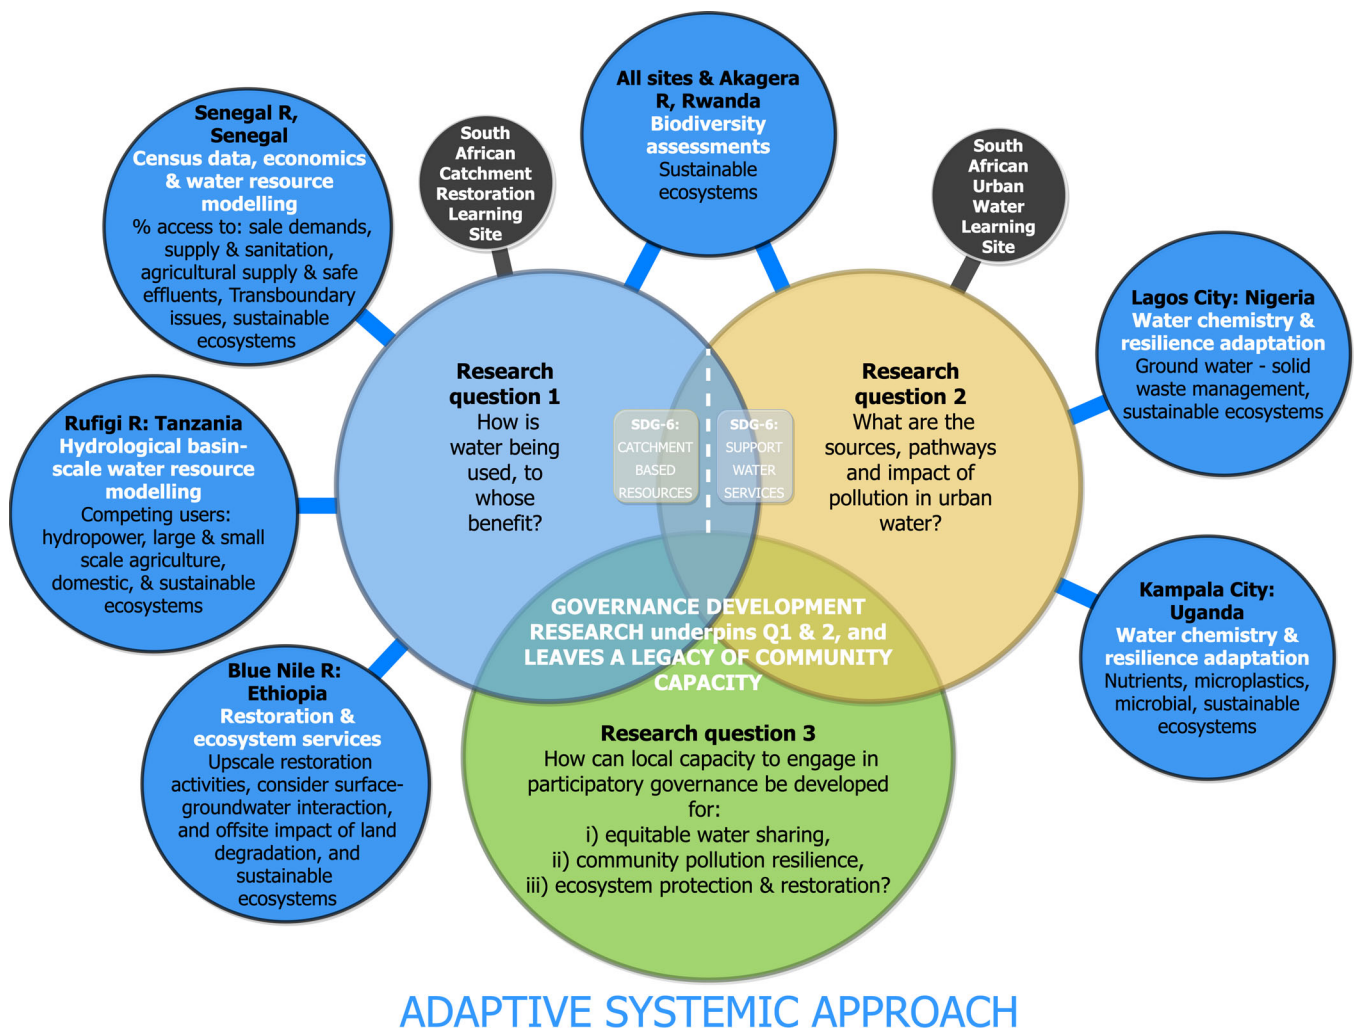 All sites & Akagera
R, Rwanda
Biodiversity
assessments
Sustainable
ecosystems
Senegal R,
Senegal
Census data, economics
& water resource
modelling
% access to: sale demands,
supply & sanitation,
agricultural supply & safe
effluents, Transboundary
issues, sustainable
ecosystems
South
African
Catchment
Restoration
Learning
Site
South
African
Urban
Water
Learning
Site
Lagos City: Nigeria
Water chemistry &
resilience adaptation
Ground water - solid
waste management,
sustainable ecosystems
Rufigi R: Tanzania
Hydrological basin-
scale water resource
modelling
Competing users:
hydropower, large & small
scale agriculture,
domestic, & sustainable
ecosystems
Research
question 1
How is
water being
used, to
whose
benefit?
SDG-6:
CATCHMENT
BASED
RESOURCES
SDG-6:
SUPPORT
WATER
SERVICES
Research
question 2
What are the
sources, pathways
and impact of
pollution in urban
water?
Kampala City:
Uganda
Water chemistry &
resilience adaptation
Nutrients, microplastics,
microbial, sustainable
ecosystems
Blue Nile R:
Ethiopia
Restoration &
ecosystem services
Upscale restoration
activities, consider surface-
groundwater interaction,
and offsite impact of land
degradation, and
sustainable
ecosystems
GOVERNANCE DEVELOPMENT
RESEARCH underpins Q1 & 2, and
LEAVES A LEGACY OF COMMUNITY
CAPACITY
Research question 3
How can local capacity to engage in
participatory governance be developed
for:
i) equitable water sharing,
ii) community pollution resilience,
iii) ecosystem protection & restoration?
ADAPTIVE SYSTEMIC APPROACH